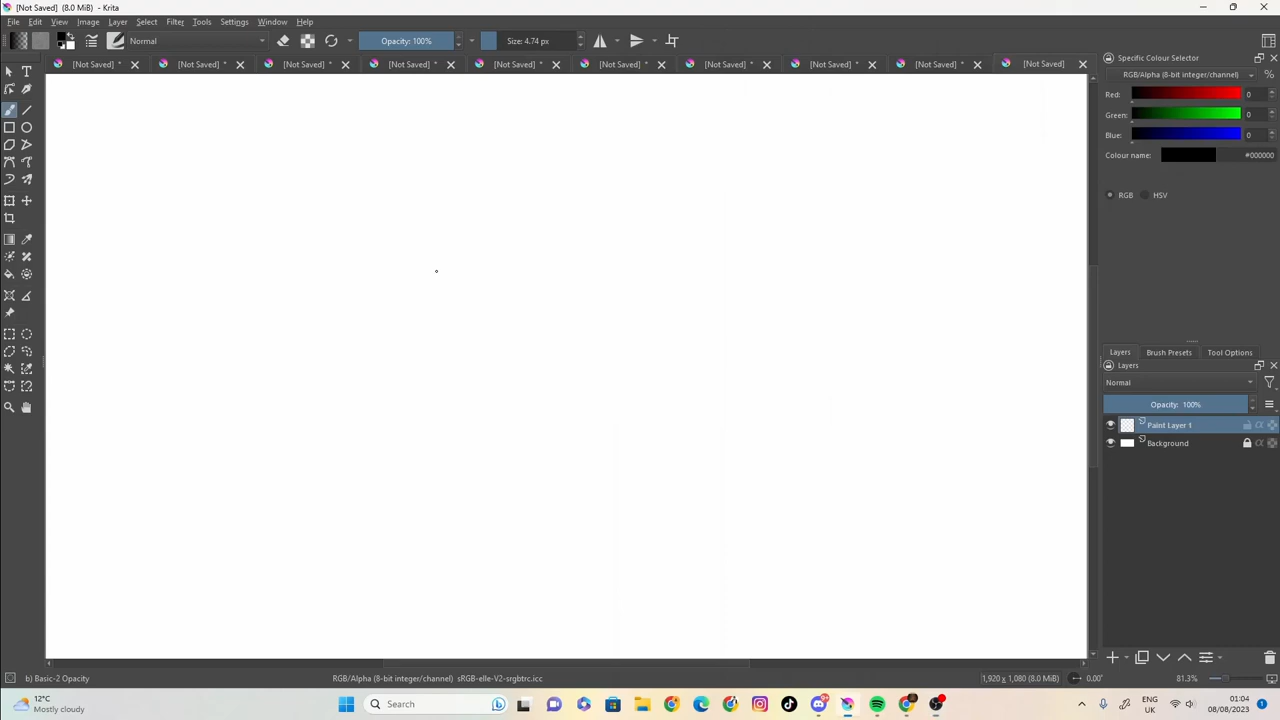 [Not Saved] (8.0 MiB) - Krita
File Edit View Image Layer Select Filter Tools Settings Window Help
Normal Opacity: 100% Size: 4.74 px
[Not Saved] * [Not Saved] * [Not Saved] * [Not Saved] * [Not Saved] * [Not Saved] * [Not Saved] * [Not Saved] * [Not Saved] * [Not Saved]
Specific Colour Selector
RGB/Alpha (8-bit integer/channel) %
Red: 0
Green: 0
Blue: 0
Colour name: #000000
RGB HSV
Layers Brush Presets Tool Options
Layers
Normal
Opacity: 100%
Paint Layer 1
Background
b) Basic-2 Opacity RGB/Alpha (8-bit integer/channel) sRGB-elle-V2-srgbtrc.icc 1,920 x 1,080 (8.0 MiB) 0.00° 81.3%
12°C
Mostly cloudy
Search
ENG
UK
01:04
08/08/2023